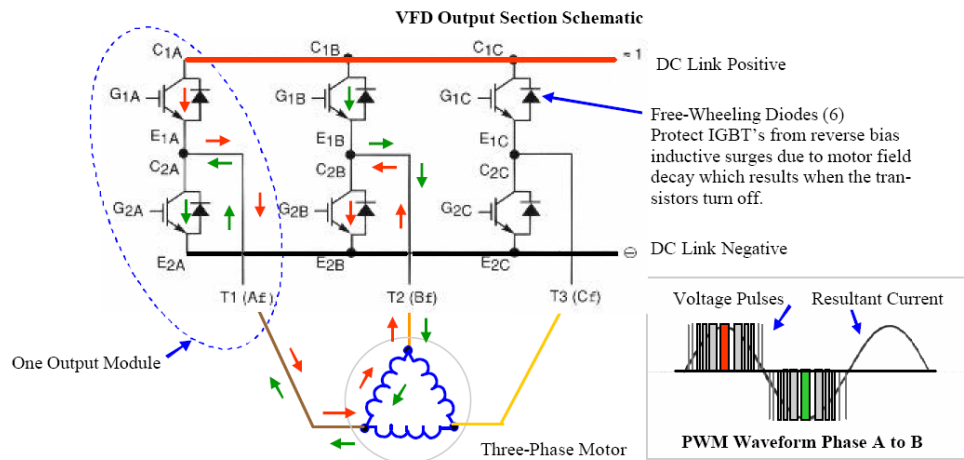 VFD Output Section Schematic
C1A
C1B
C1C
≈ 1
DC Link Positive
G1A
G1B
G1C
Free-Wheeling Diodes (6)
Protect IGBT's from reverse bias
inductive surges due to motor field
decay which results when the tran-
sistors turn off.
E1A
E1B
E1C
C2A
C2B
C2C
G2A
G2B
G2C
DC Link Negative
E2A
E2B
E2C
T1 (A£)
T2 (B£)
T3 (C£)
Voltage Pulses
Resultant Current
One Output Module
Three-Phase Motor
PWM Waveform Phase A to B